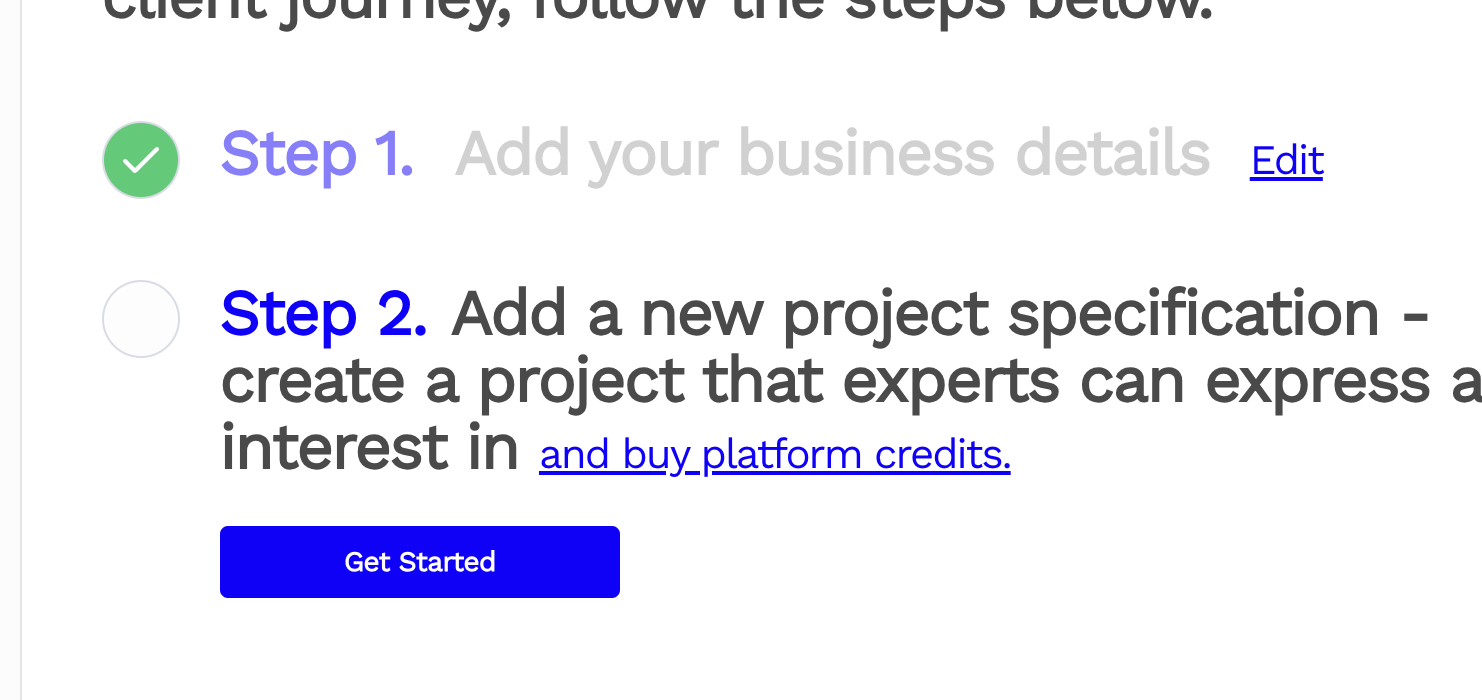 client journey, follow the steps below.
Step 1. Add your business details Edit
Step 2. Add a new project specification -
create a project that experts can express a
interest in and buy platform credits.
Get Started